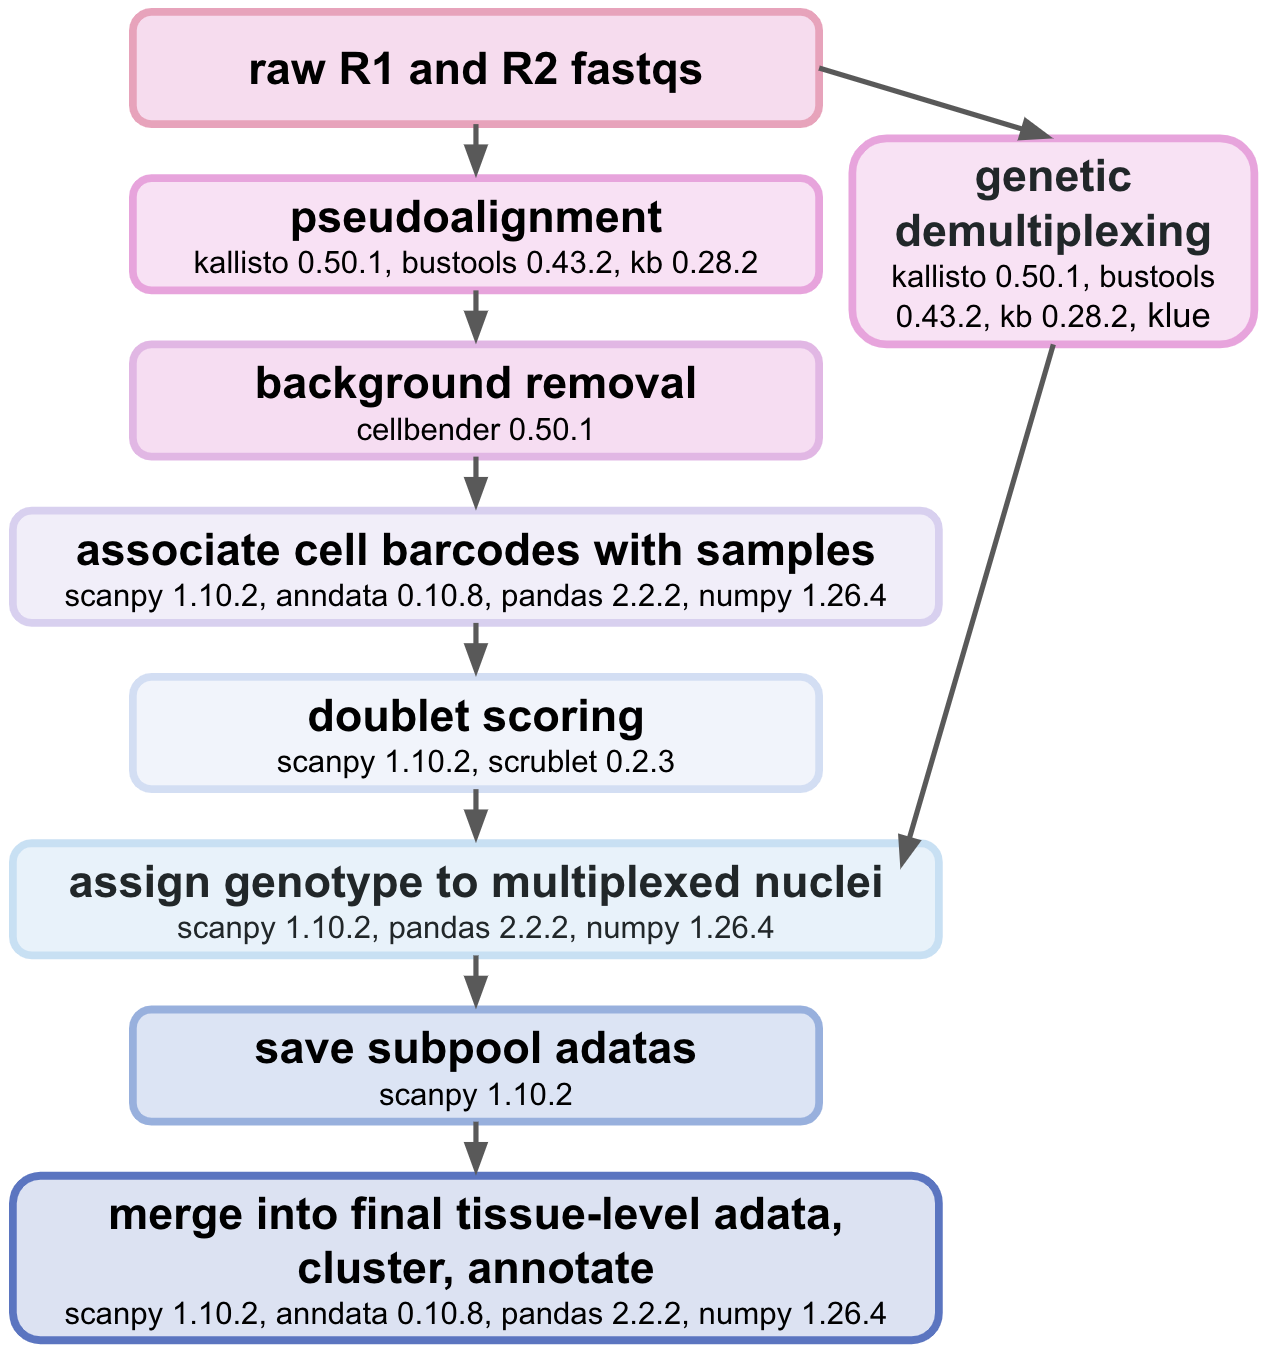 raw R1 and R2 fastqs
pseudoalignment
kallisto 0.50.1, bustools 0.43.2, kb 0.28.2
genetic
demultiplexing
kallisto 0.50.1, bustools
0.43.2, kb 0.28.2, klue
background removal
cellbender 0.50.1
associate cell barcodes with samples
scanpy 1.10.2, anndata 0.10.8, pandas 2.2.2, numpy 1.26.4
doublet scoring
scanpy 1.10.2, scrublet 0.2.3
assign genotype to multiplexed nuclei
scanpy 1.10.2, pandas 2.2.2, numpy 1.26.4
save subpool adatas
scanpy 1.10.2
merge into final tissue-level adata,
cluster, annotate
scanpy 1.10.2, anndata 0.10.8, pandas 2.2.2, numpy 1.26.4